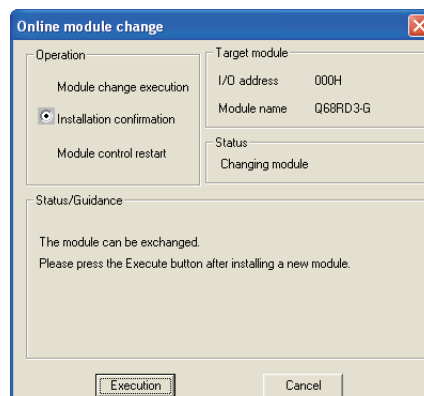 Online module change
Operation
Module change execution
Installation confirmation
Module control restart
Target module
I/O address 000H
Module name Q68RD3-G
Status
Changing module
Status/Guidance
The module can be exchanged.
Please press the Execute button after installing a new module.
Execution Cancel